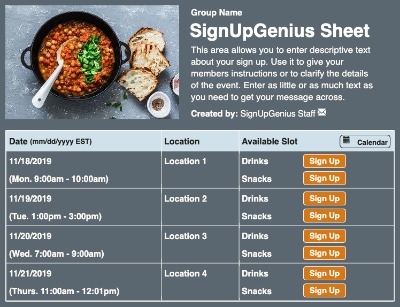 Group Name
SignUpGenius Sheet
This area allows you to enter descriptive text
about your sign up. Use it to give your
members instructions or to clarify the details
of the event. Enter as little or as much text as
you need to get your message across.
Created by: SignUpGenius Staff
Date (mm/dd/yyyy EST) Location Available Slot Calendar
11/18/2019 Location 1 Drinks Sign Up
(Mon. 9:00am - 10:00am) Snacks Sign Up
11/19/2019 Location 2 Drinks Sign Up
(Tue. 1:00pm - 3:00pm) Snacks Sign Up
11/20/2019 Location 3 Drinks Sign Up
(Wed. 7:00am - 9:00am) Snacks Sign Up
11/21/2019 Location 4 Drinks Sign Up
(Thurs. 11:00am - 12:01pm) Snacks Sign Up